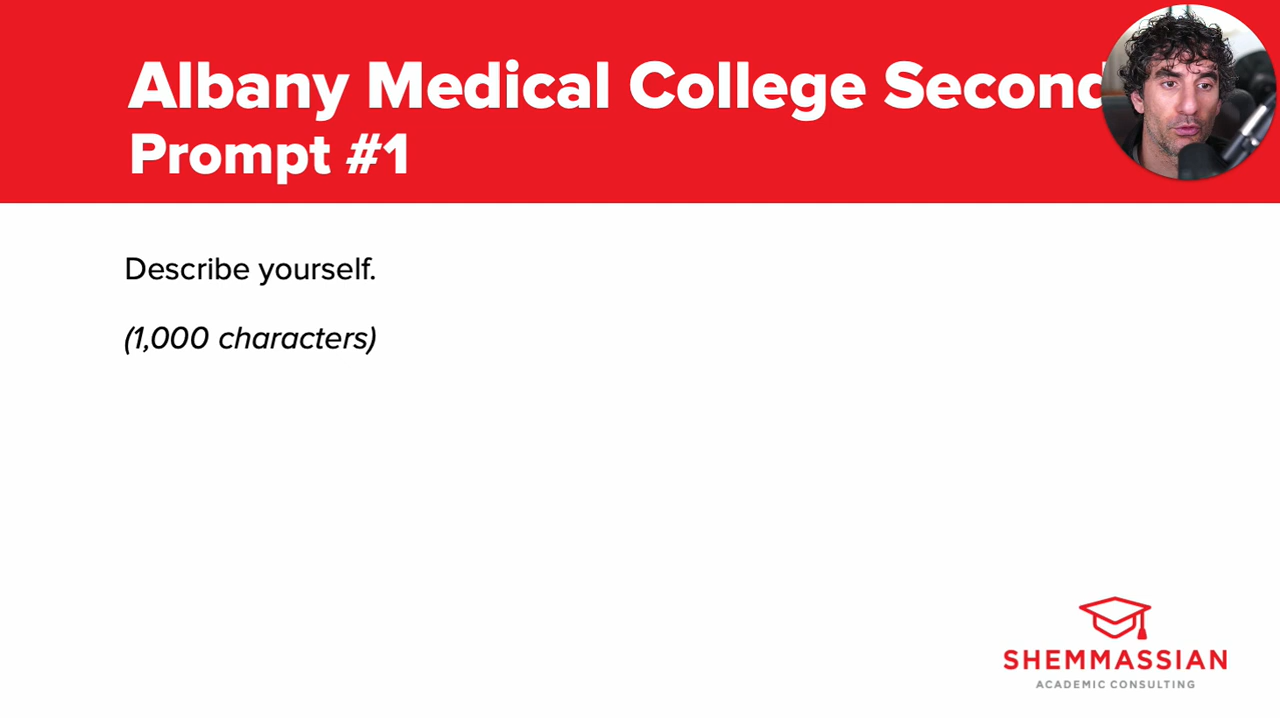 Albany Medical College Second
Prompt #1
Describe yourself.
(1,000 characters)
SHEMMASSIAN
ACADEMIC CONSULTING